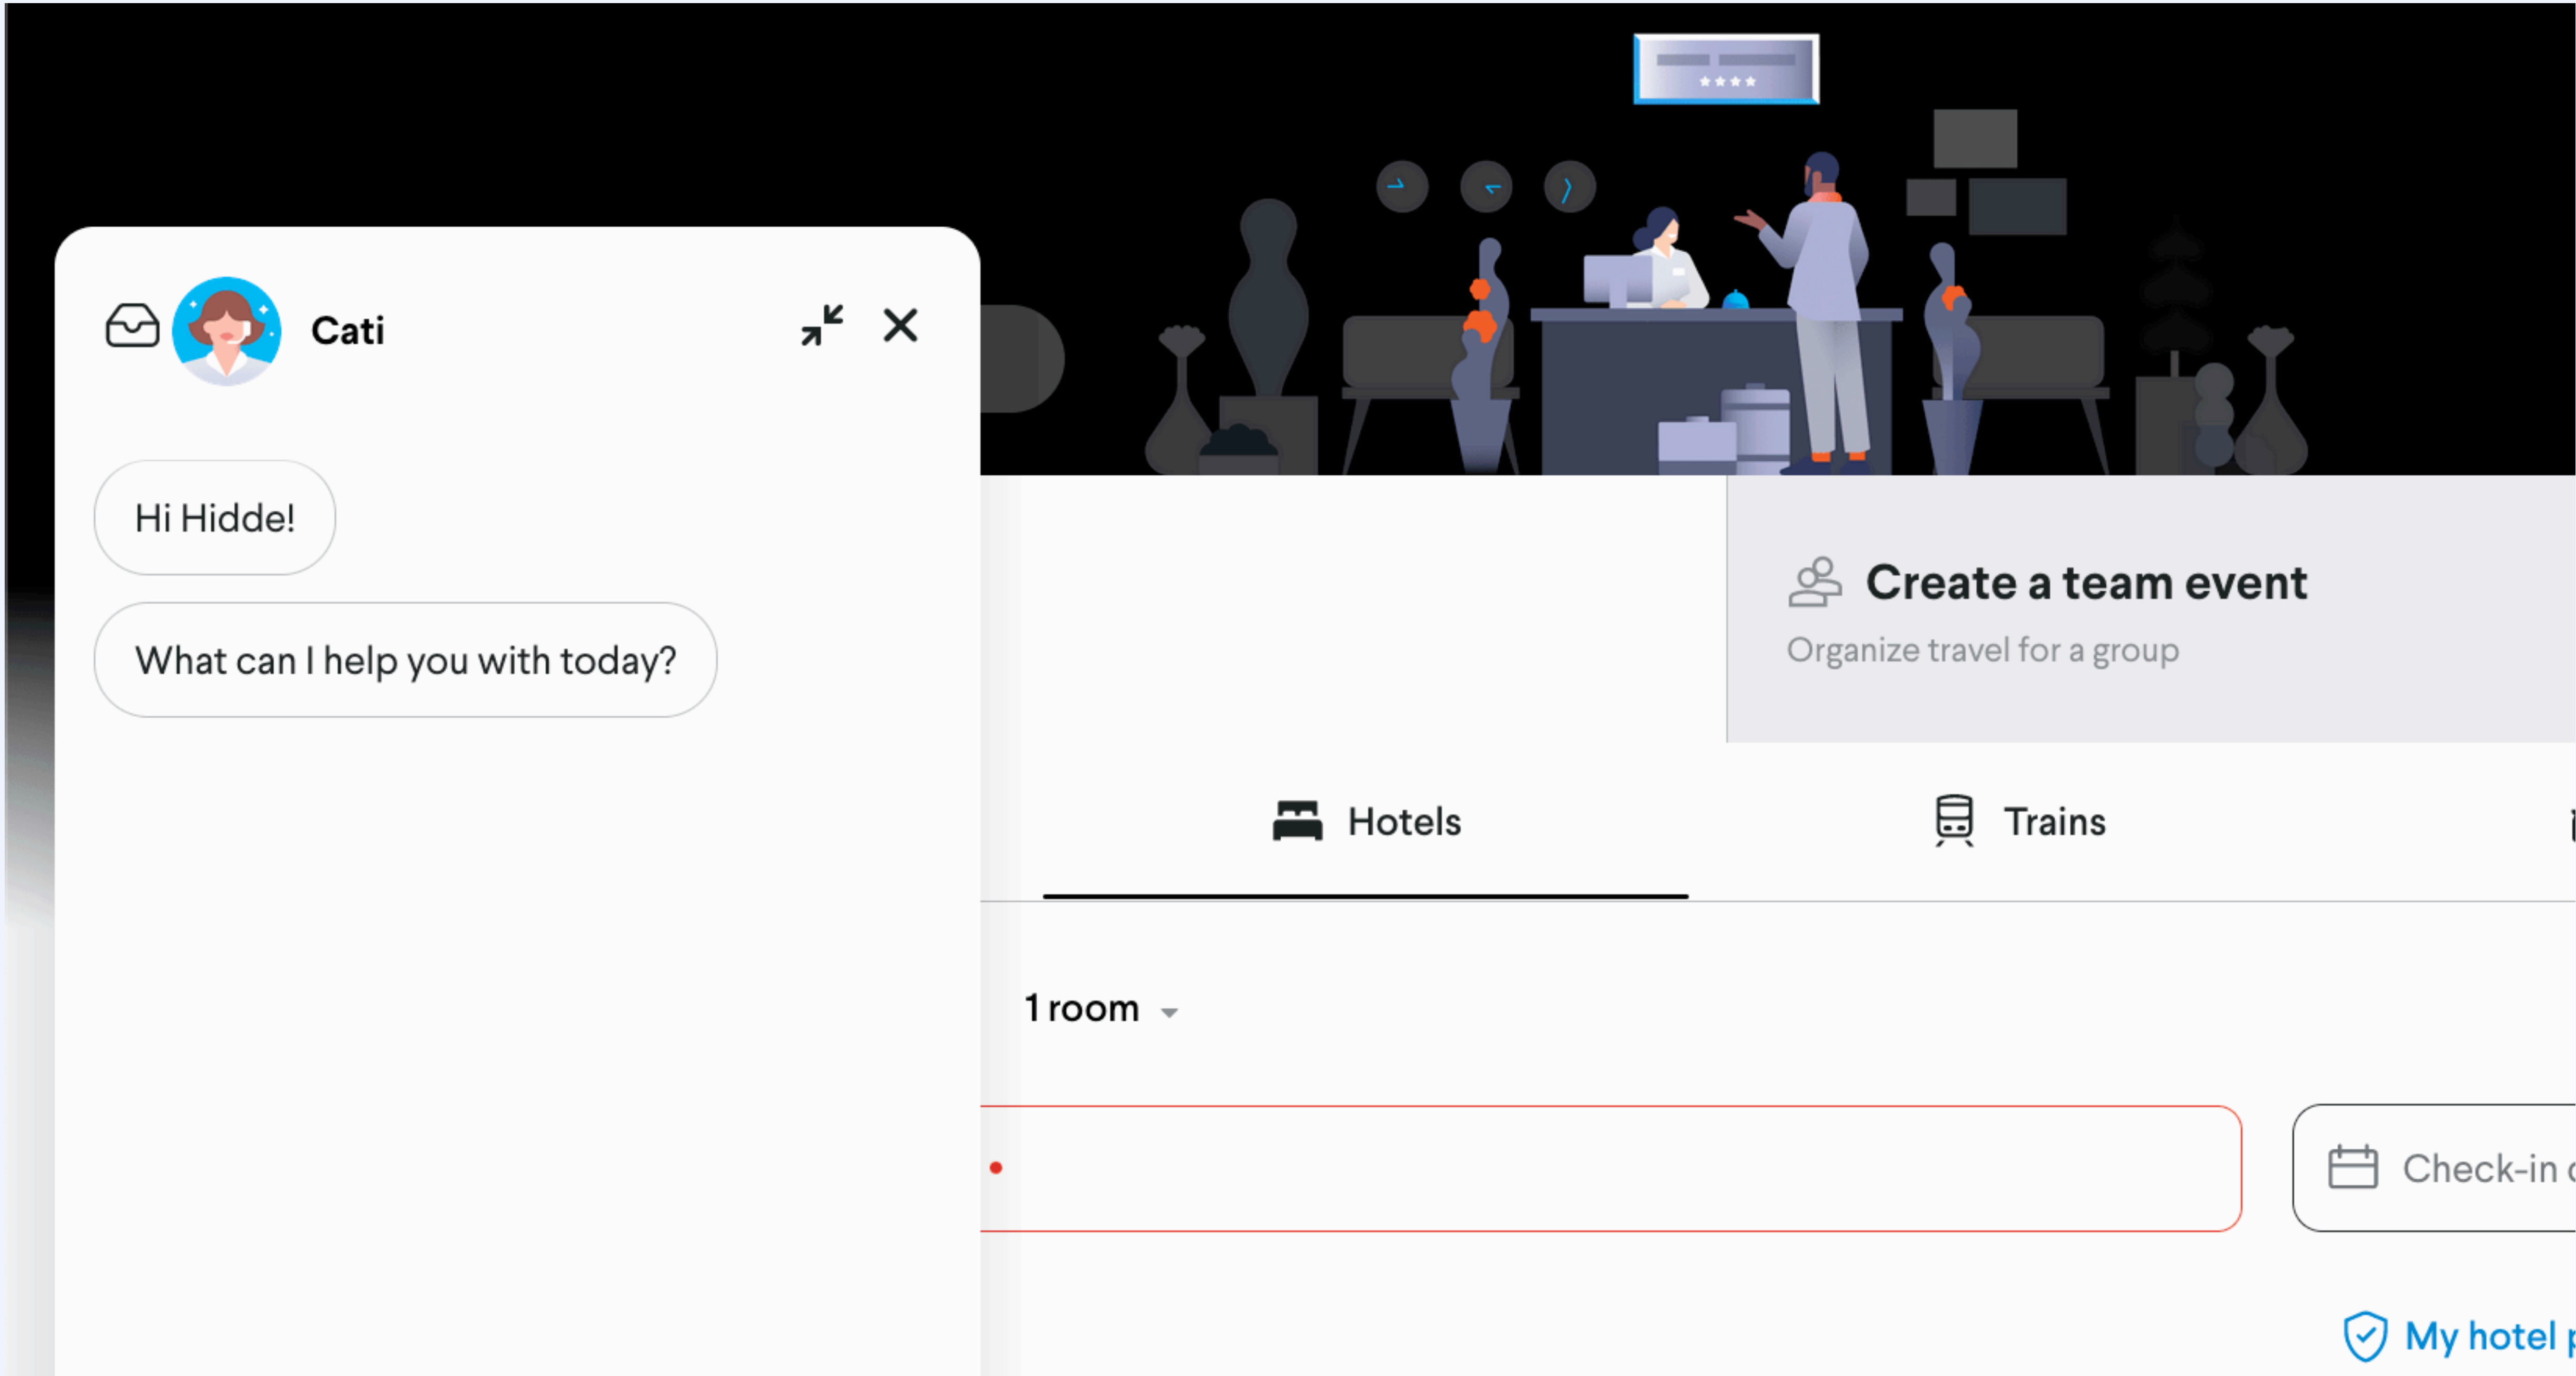 Cati
Hi Hidde!
What can I help you with today?
Create a team event
Organize travel for a group
Hotels
Trains
1 room
Check-in
My hotel